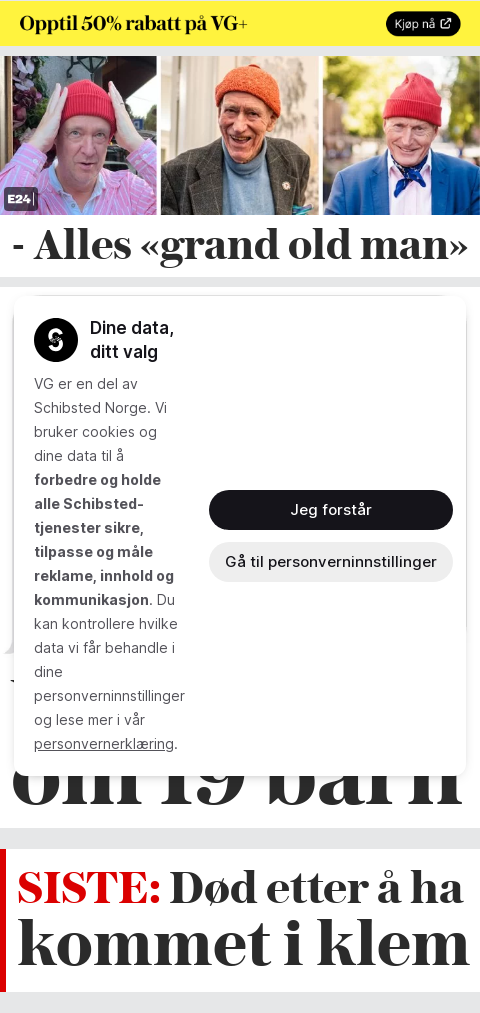 Opptil 50% rabatt på VG+
Kjøp nå
E24
- Alles «grand old man»
Dine data,
ditt valg
VG er en del av
Schibsted Norge. Vi
bruker cookies og
dine data til å
forbedre og holde
alle Schibsted-
tjenester sikre,
tilpasse og måle
reklame, innhold og
kommunikasjon. Du
kan kontrollere hvilke
data vi får behandle i
dine
personverninnstillinger
og lese mer i vår
personvernerklæring.
Jeg forstår
Gå til personverninnstillinger
om 19 barn
SISTE: Død etter å ha
kommet i klem